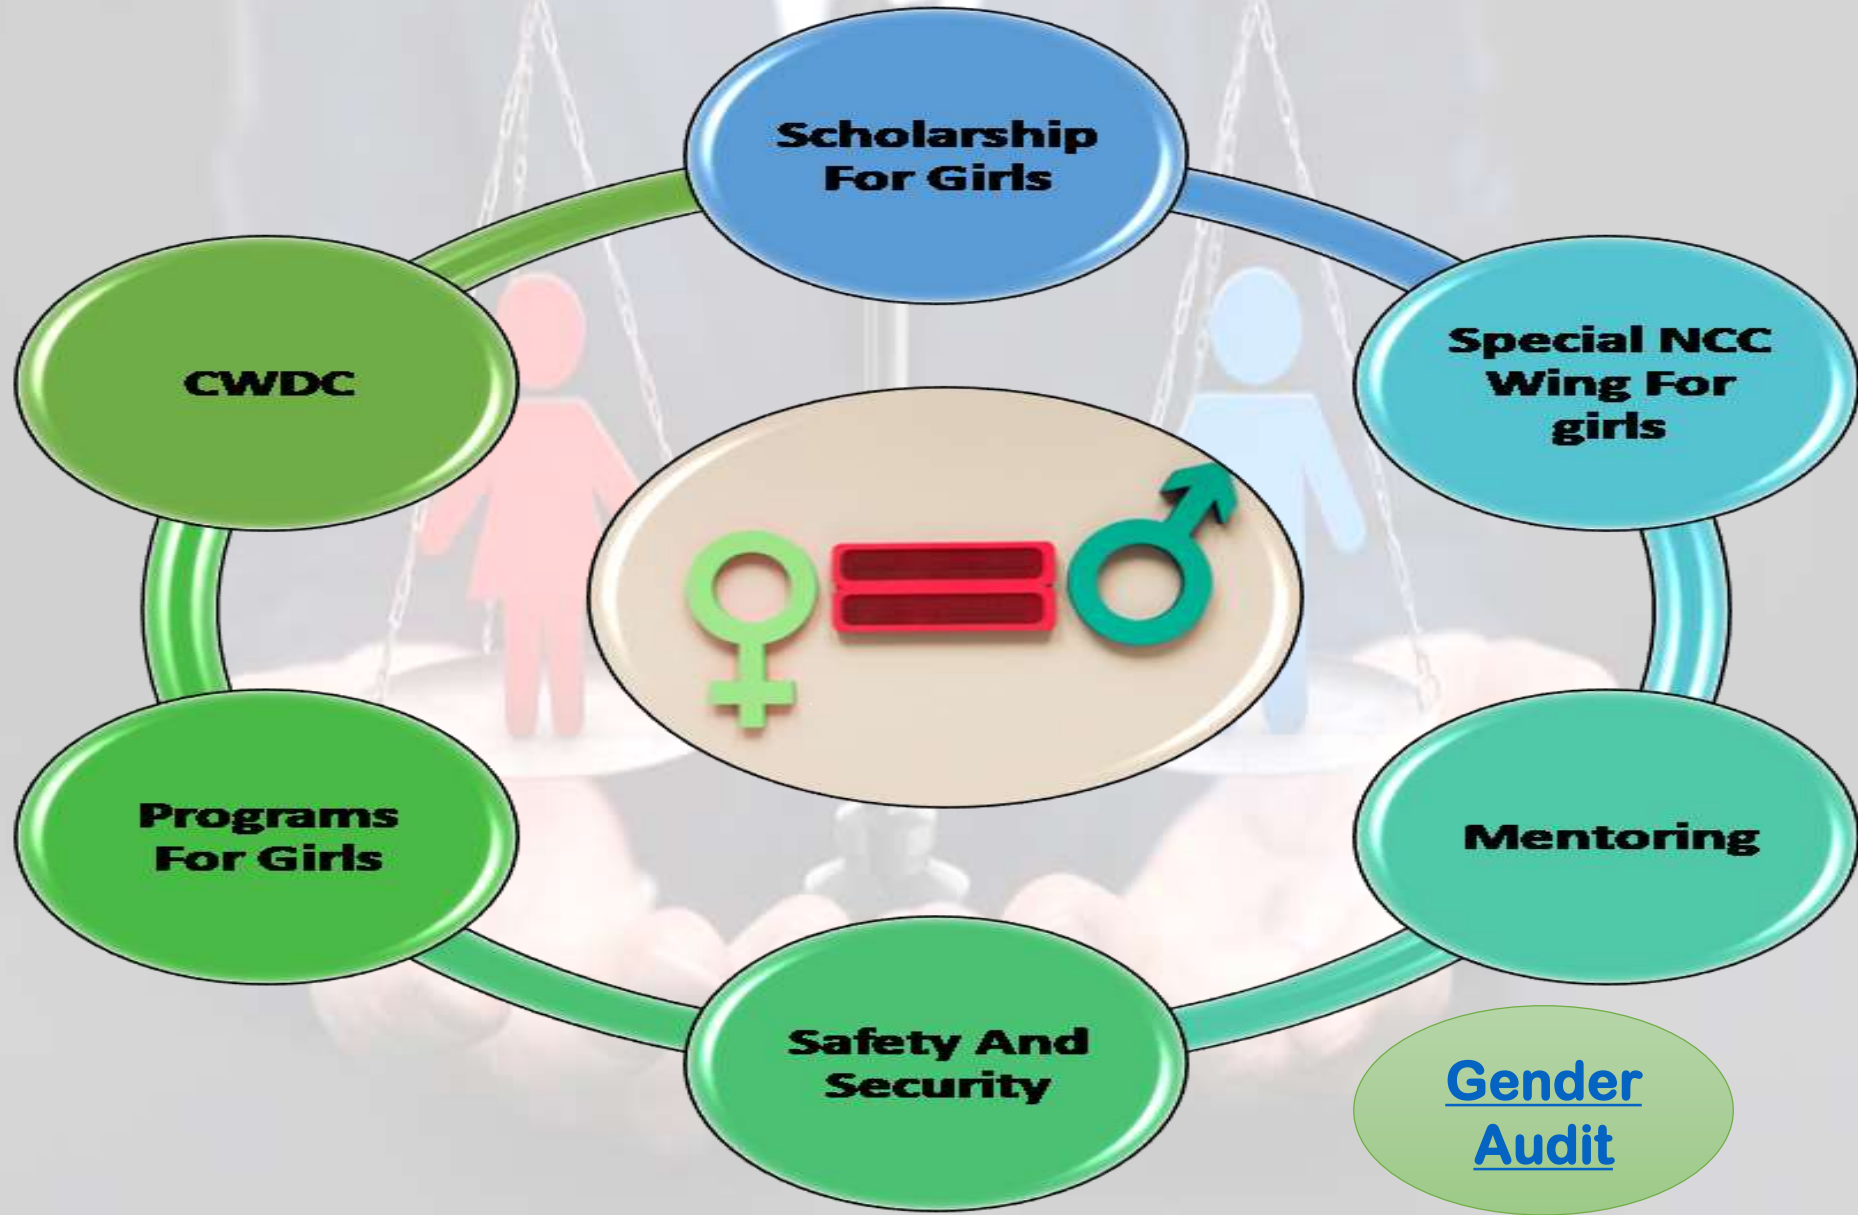 Scholarship
For Girls
Special NCC
Wing For
girls
Mentoring
Safety And
Security
Programs
For Girls
CWDC
Gender
Audit